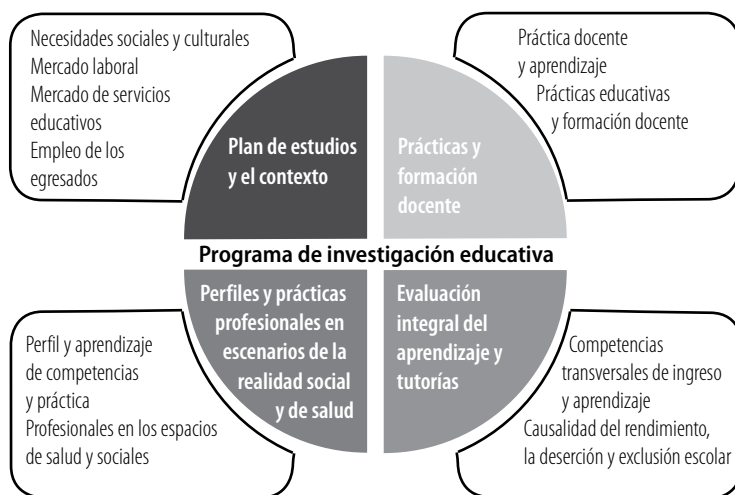 Necesidades sociales y culturales
Mercado laboral
Mercado de servicios
educativos
Empleo de los
egresados
Plan de estudios
y el contexto
Prácticas y
formación
docente
Práctica docente
y aprendizaje
Prácticas educativas
y formación docente
Programa de investigación educativa
Perfil y aprendizaje
de competencias
y práctica
Profesionales en los espacios
de salud y sociales
Perfiles y prácticas
profesionales en
escenarios de la
realidad social
y de salud
Evaluación
integral del
aprendizaje y
tutorías
Competencias
transversales de ingreso
y aprendizaje
Causalidad del rendimiento,
la deserción y exclusión escolar